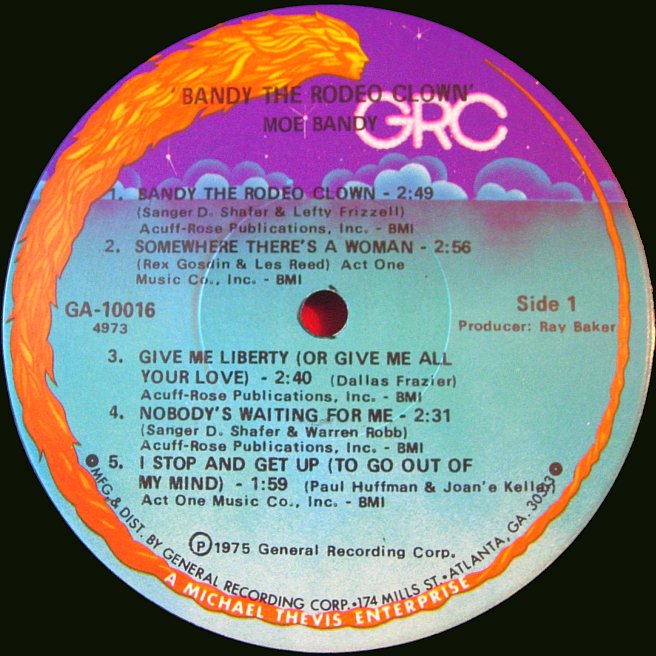 'BANDY THE RODEO CLOWN'
MOE BANDY
GRC
1. BANDY THE RODEO CLOWN - 2:49
(Sanger D. Shafer & Lefty Frizzell)
Acuff-Rose Publications, Inc. - BMI
2. SOMEWHERE THERE'S A WOMAN - 2:56
(Rex Gosdin & Les Reed) Act One
Music Co., Inc. - BMI
GA-10016
4973
Side 1
Producer: Ray Baker
3. GIVE ME LIBERTY (OR GIVE ME ALL
YOUR LOVE) - 2:40 (Dallas Frazier)
Acuff-Rose Publications, Inc. - BMI
4. NOBODY'S WAITING FOR ME - 2:31
(Sanger D. Shafer & Warren Robb)
Acuff-Rose Publications, Inc. - BMI
5. I STOP AND GET UP (TO GO OUT OF
MY MIND) - 1:59 (Paul Huffman & Joan'e Keller)
Act One Music Co., Inc. - BMI
Ⓟ1975 General Recording Corp.
MFG. & DIST. BY GENERAL RECORDING CORP.•174 MILLS ST.•ATLANTA, GA. 30313
A MICHAEL THEVIS ENTERPRISE